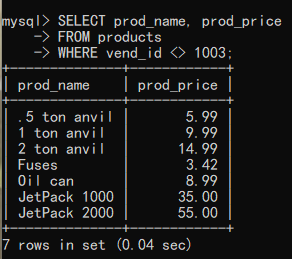 mysql> SELECT prod_name, prod_price
    -> FROM products
    -> WHERE vend_id <> 1003;
+--------------+------------+
| prod_name    | prod_price |
+--------------+------------+
| .5 ton anvil |       5.99 |
| 1 ton anvil  |       9.99 |
| 2 ton anvil  |      14.99 |
| Fuses        |       3.42 |
| Oil can      |       8.99 |
| JetPack 1000 |      35.00 |
| JetPack 2000 |      55.00 |
+--------------+------------+
7 rows in set (0.04 sec)